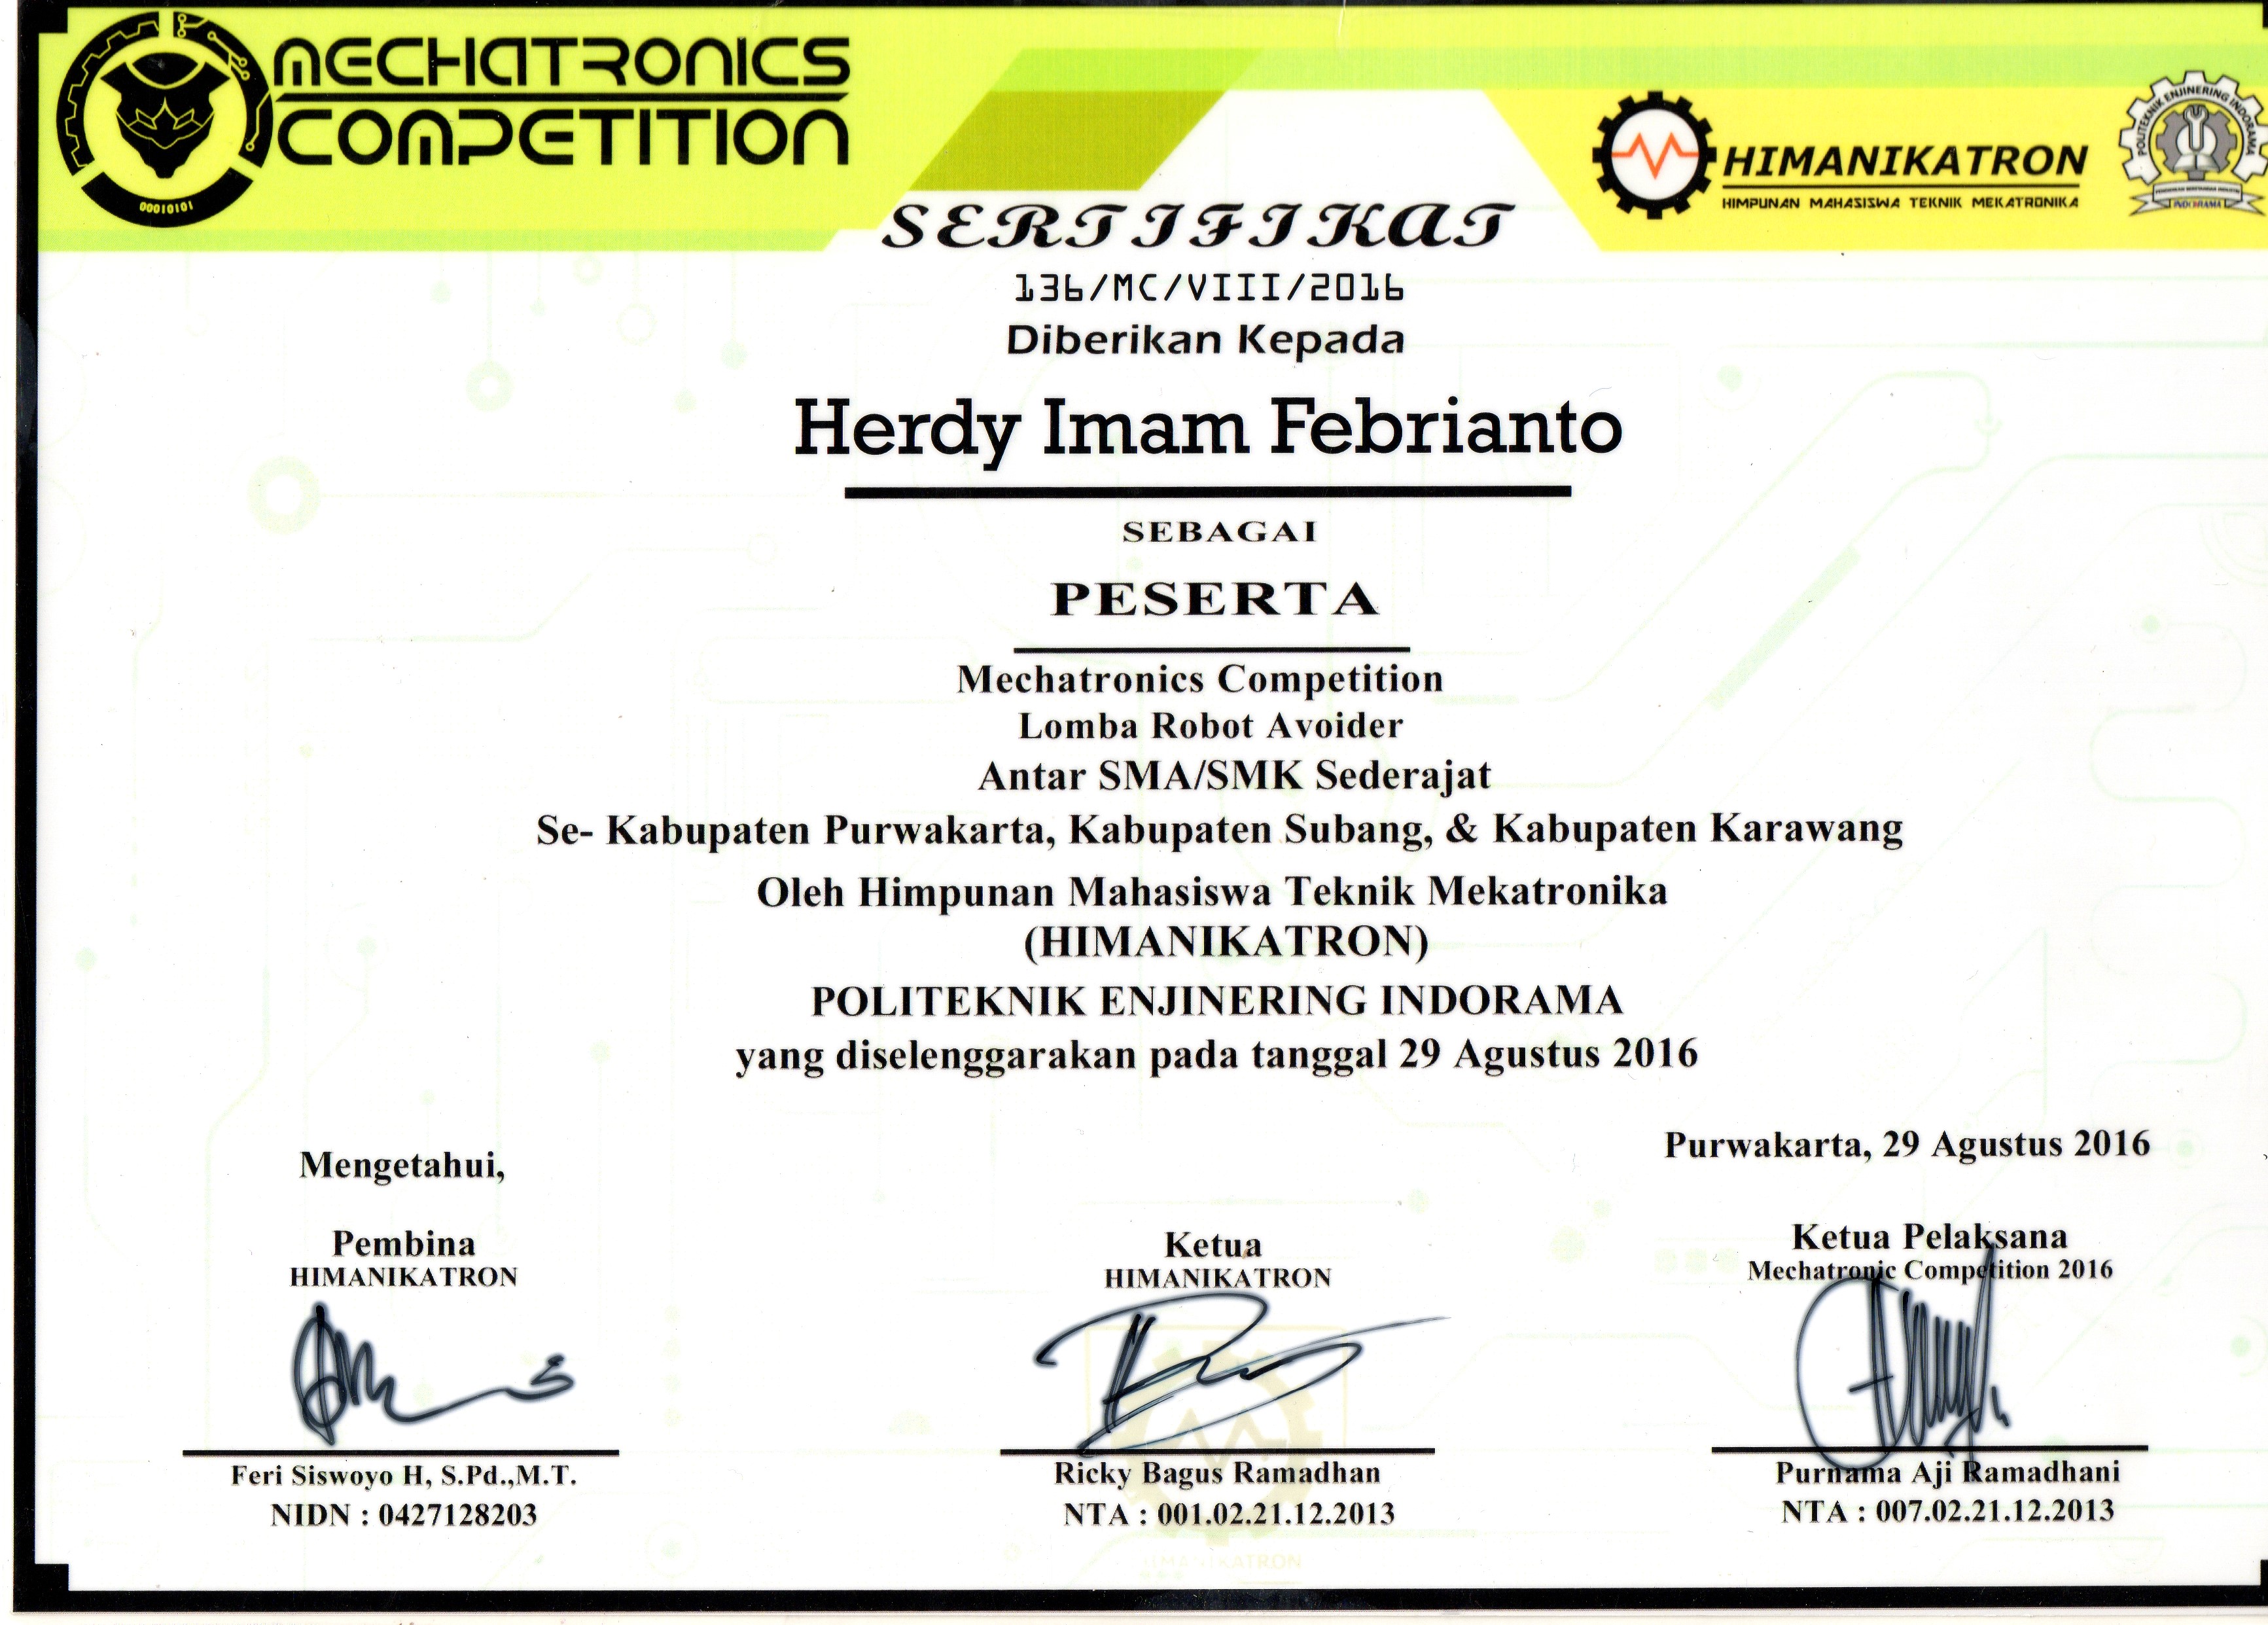 MECHATRONICS
COMPETITION
00010101
HIMANIKATRON
HIMPUNAN MAHASISWA TEKNIK MEKATRONIKA
POLITEKNIK ENJINERING INDORAMA
INDORAMA
SERTIFIKAT
136/MC/VIII/2016
Diberikan Kepada
Herdy Imam Febrianto
SEBAGAI
PESERTA
Mechatronics Competition
Lomba Robot Avoider
Antar SMA/SMK Sederajat
Se- Kabupaten Purwakarta, Kabupaten Subang, & Kabupaten Karawang
Oleh Himpunan Mahasiswa Teknik Mekatronika
(HIMANIKATRON)
POLITEKNIK ENJINERING INDORAMA
yang diselenggarakan pada tanggal 29 Agustus 2016
Purwakarta, 29 Agustus 2016
Mengetahui,
Pembina
HIMANIKATRON
Feri Siswoyo H, S.Pd.,M.T.
NIDN : 0427128203
Ketua
HIMANIKATRON
Ricky Bagus Ramadhan
NTA : 001.02.21.12.2013
HIMANIKATRON
Ketua Pelaksana
Mechatronic Competition 2016
Purnama Aji Ramadhani
NTA : 007.02.21.12.2013